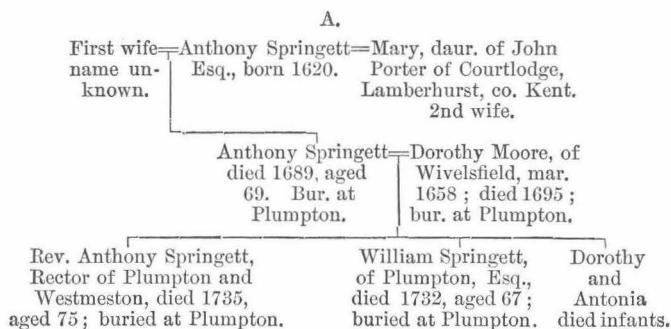 A.
First wife=Anthony Springett=Mary, daur. of John
name un- Esq., born 1620. Porter of Courtlodge,
known. Lamberhurst, co. Kent.
2nd wife.
Anthony Springett=Dorothy Moore, of
died 1689, aged Wivelsfield, mar.
69. Bur. at 1658 ; died 1695 ;
Plumpton. bur. at Plumpton.
Rev. Anthony Springett, William Springett, Dorothy
Rector of Plumpton and of Plumpton, Esq., and
Westmeston, died 1735, died 1732, aged 67 ; Antonia
aged 75 ; buried at Plumpton. buried at Plumpton. died infants.